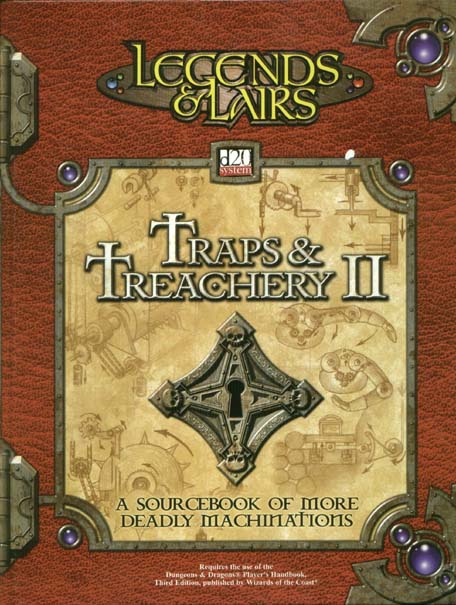 LEGENDS
& LAIRS
d20
system
TRAPS &
TREACHERY II
A SOURCEBOOK OF MORE
DEADLY MACHINATIONS
Requires the use of the
Dungeons & Dragons® Player's Handbook,
Third Edition, published by Wizards of the Coast®